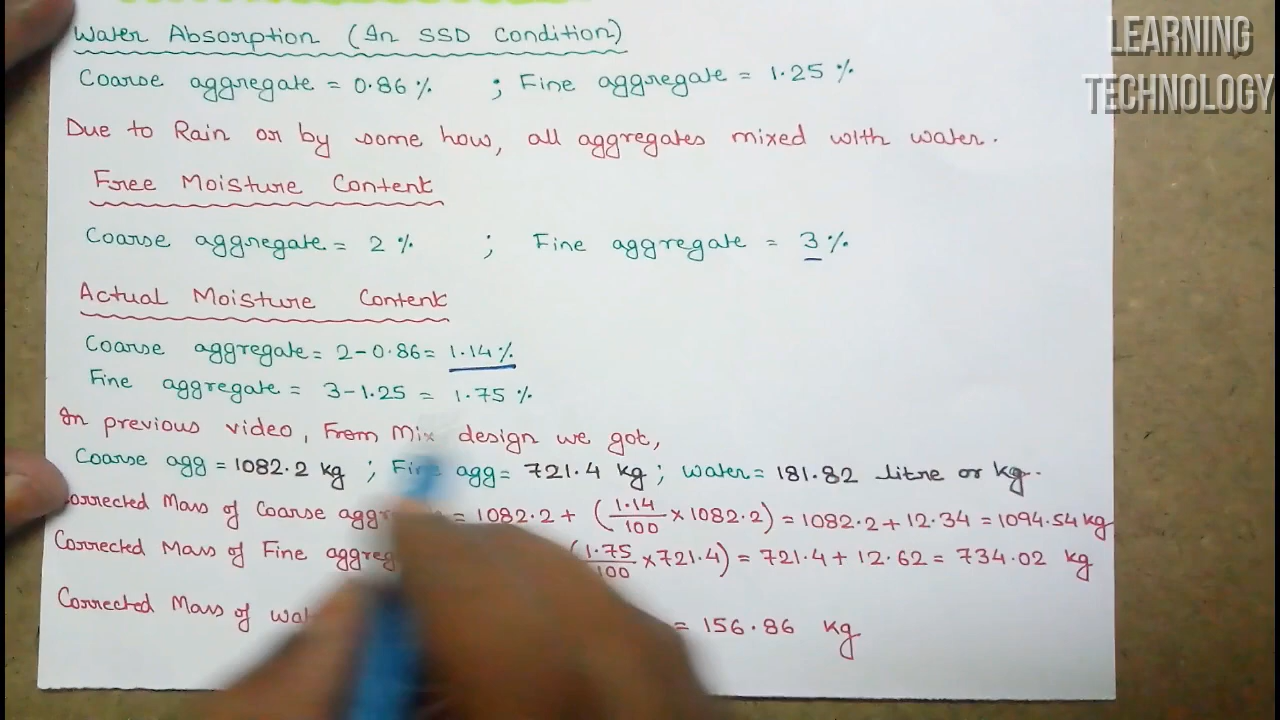 LEARNING
TECHNOLOGY
Water Absorption (In SSD Condition)
Coarse aggregate = 0.86 % ; Fine aggregate = 1.25 %
Due to Rain or by some how, all aggregates mixed with water.
Free Moisture Content
Coarse aggregate = 2 % ; Fine aggregate = 3 %
Actual Moisture Content
Coarse aggregate = 2-0.86 = 1.14 %
Fine aggregate = 3-1.25 = 1.75 %
In previous video, From Mix design we got,
Coarse agg = 1082.2 kg ; Fine agg = 721.4 kg ; Water = 181.82 litre or kg..
Corrected Mass of Coarse = 1082.2 + (1.14/100 × 1082.2) = 1082.2 + 12.34 = 1094.54 kg
Corrected Mass of Fine (1.75/100 × 721.4) = 721.4 + 12.62 = 734.02 kg
Corrected Mass of = 156.86 kg